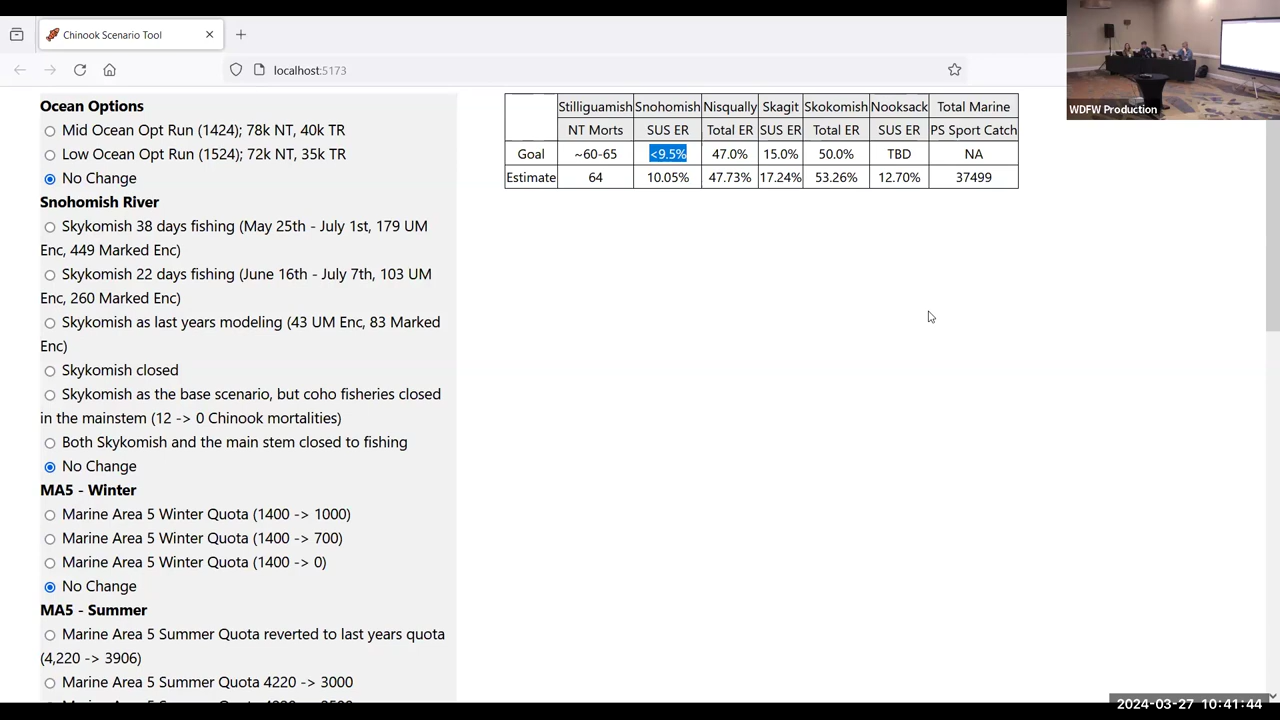 Chinook Scenario Tool
localhost:5173
WDFW Production
Ocean Options
Mid Ocean Opt Run (1424); 78k NT, 40k TR
Low Ocean Opt Run (1524); 72k NT, 35k TR
No Change
Snohomish River
Skykomish 38 days fishing (May 25th - July 1st, 179 UM
Enc, 449 Marked Enc)
Skykomish 22 days fishing (June 16th - July 7th, 103 UM
Enc, 260 Marked Enc)
Skykomish as last years modeling (43 UM Enc, 83 Marked
Enc)
Skykomish closed
Skykomish as the base scenario, but coho fisheries closed
in the mainstem (12 -> 0 Chinook mortalities)
Both Skykomish and the main stem closed to fishing
No Change
MA5 - Winter
Marine Area 5 Winter Quota (1400 -> 1000)
Marine Area 5 Winter Quota (1400 -> 700)
Marine Area 5 Winter Quota (1400 -> 0)
No Change
MA5 - Summer
Marine Area 5 Summer Quota reverted to last years quota
(4,220 -> 3906)
Marine Area 5 Summer Quota 4220 -> 3000
Stilliguamish Snohomish Nisqually Skagit Skokomish Nooksack Total Marine
NT Morts SUS ER Total ER SUS ER Total ER SUS ER PS Sport Catch
Goal ~60-65 <9.5% 47.0% 15.0% 50.0% TBD NA
Estimate 64 10.05% 47.73% 17.24% 53.26% 12.70% 37499
2024-03-27 10:41:44